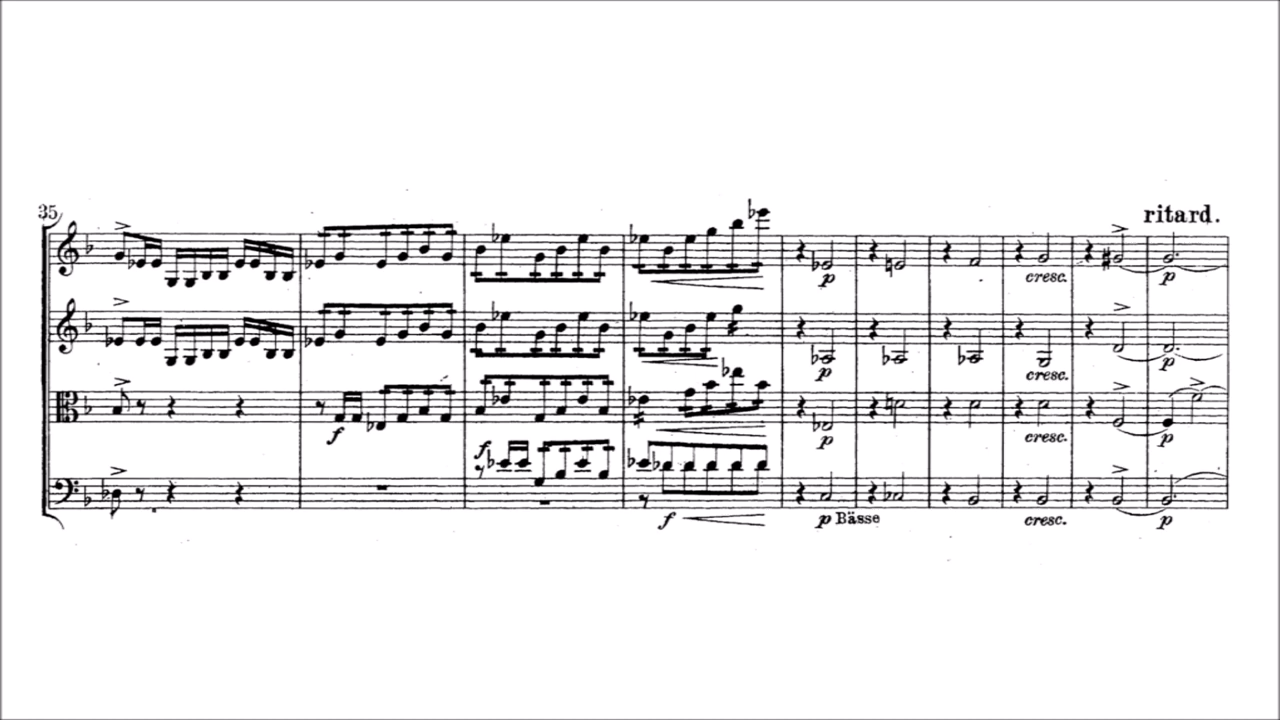 35
ritard.
p cresc. p
p cresc. p
f p cresc. p
f
f p Bässe cresc. p